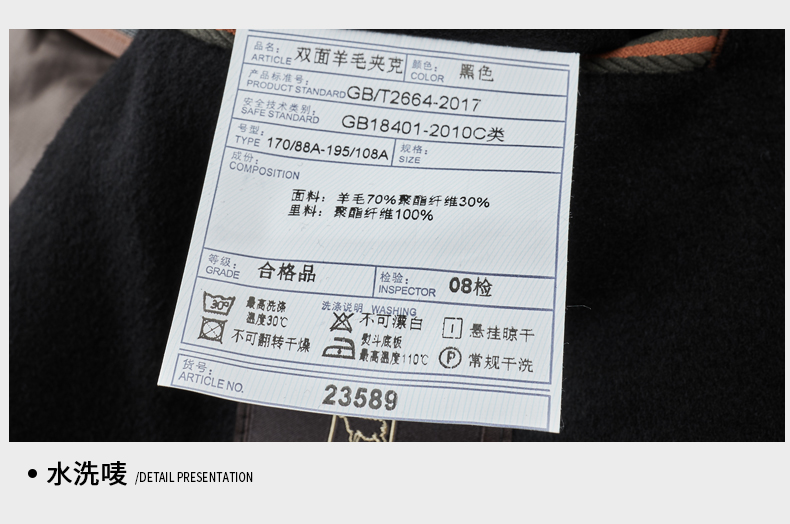 品名: 双面羊毛夹克 颜色: 黑色
ARTICLE COLOR
产品标准号: GB/T2664-2017
PRODUCT STANDARD
安全技术类别: GB18401-2010C类
SAFE STANDARD
号型: 170/88A-195/108A 规格:
TYPE SIZE
成份:
COMPOSITION
面料: 羊毛70%聚酯纤维30%
里料: 聚酯纤维100%
等级: 合格品 检验: 08检
GRADE INSPECTOR
洗涤说明 WASHING
30° 最高洗涤温度30℃ 不可漂白 悬挂晾干
不可翻转干燥 熨斗底板最高温度110℃ P 常规干洗
货号: 23589
ARTICLE NO.
水洗唛 /DETAIL PRESENTATION